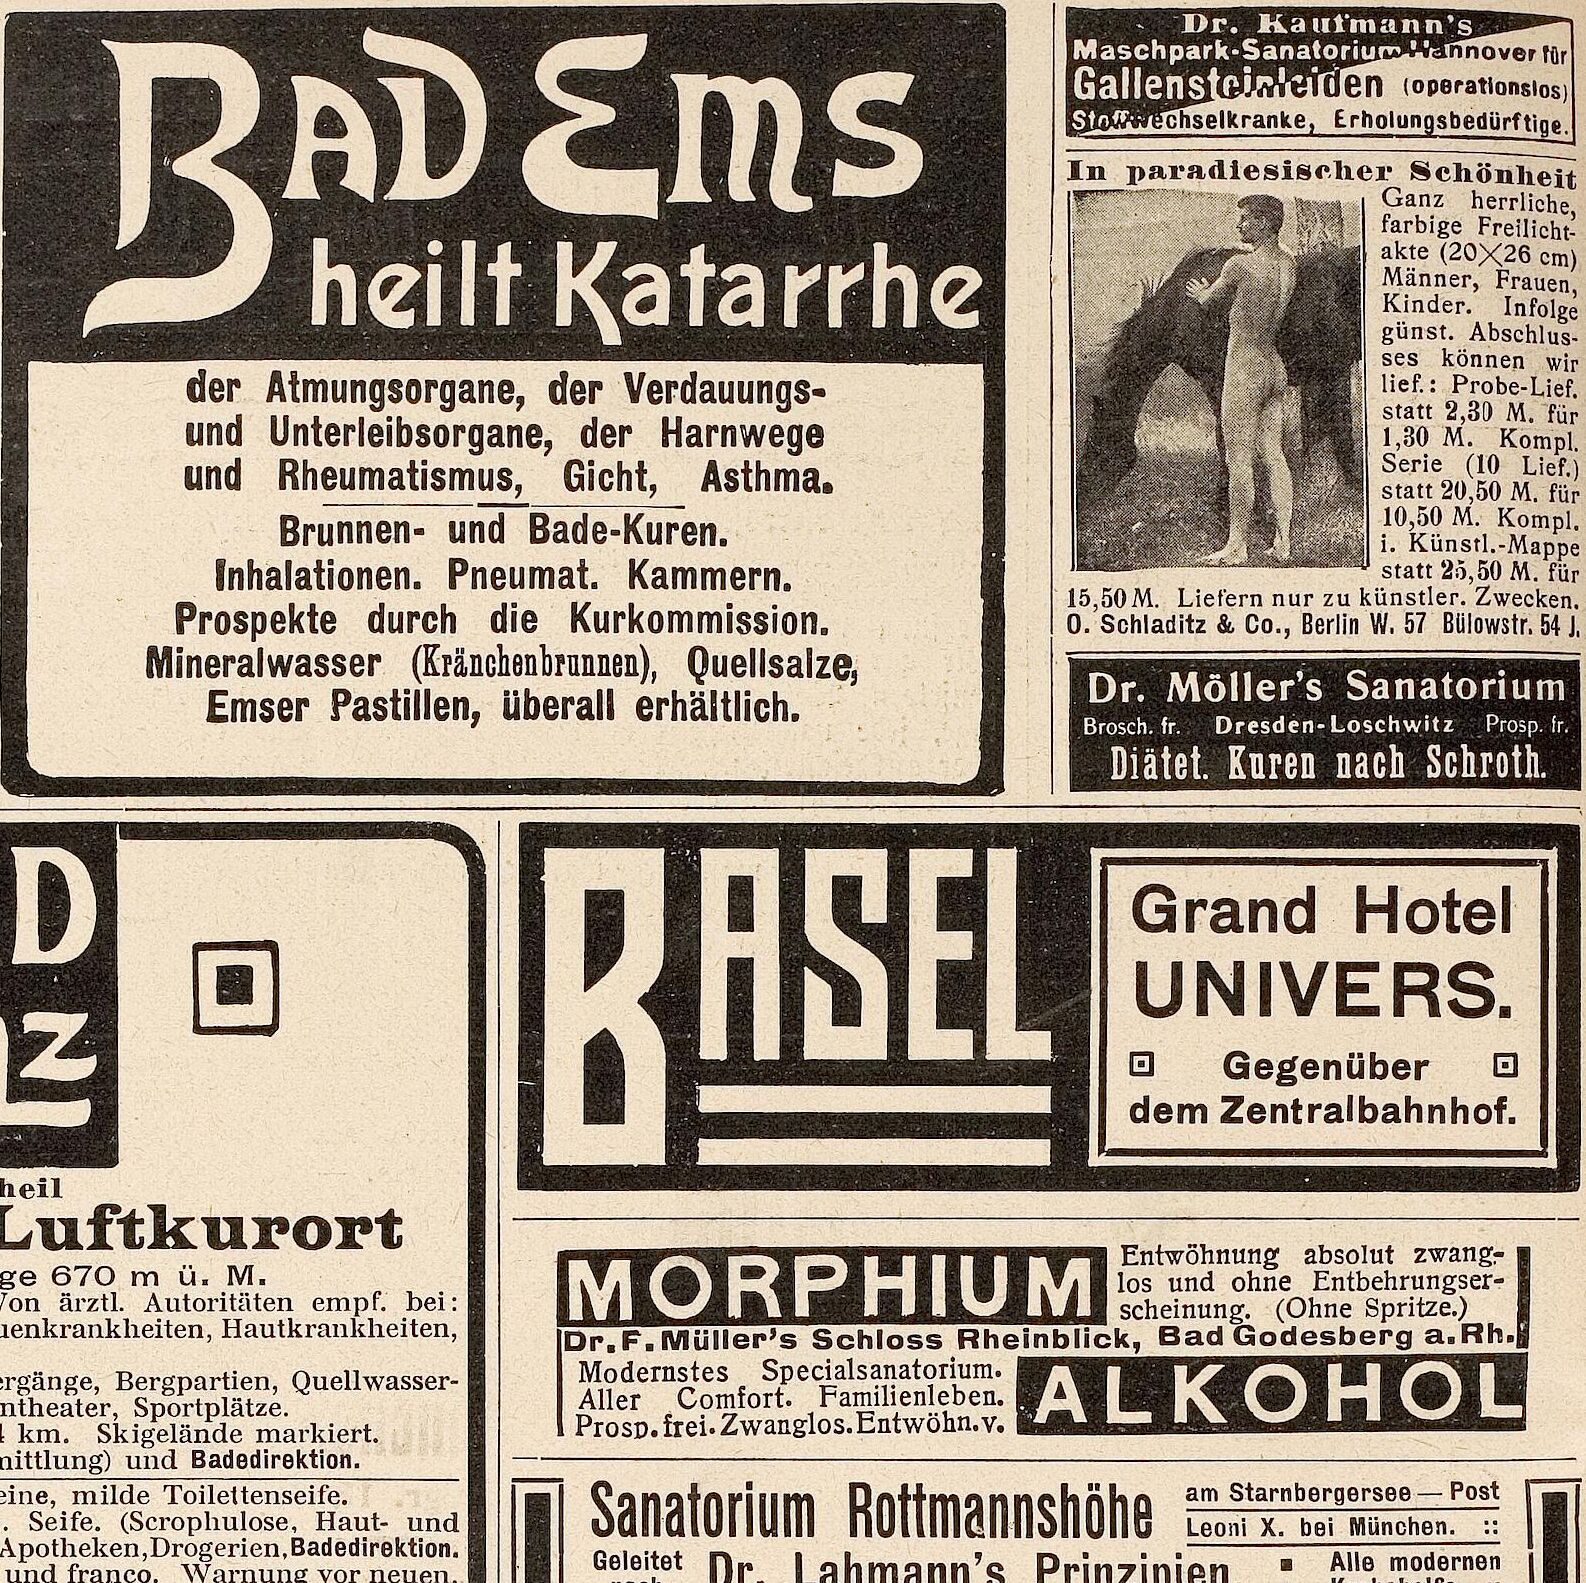 BAD EMS
heilt Katarrhe
der Atmungsorgane, der Verdauungs-
und Unterleibsorgane, der Harnwege
und Rheumatismus, Gicht, Asthma.
Brunnen- und Bade-Kuren.
Inhalationen. Pneumat. Kammern.
Prospekte durch die Kurkommission.
Mineralwasser (Kränchenbrunnen), Quellsalze,
Emser Pastillen, überall erhältlich.
Dr. Kaufmann's
Maschpark-Sanatorium Hannover für
Gallensteinleiden (operationslos)
Stoffwechselkranke, Erholungsbedürftige.
In paradiesischer Schönheit
Ganz herrliche,
farbige Freilicht-
akte (20×26 cm)
Männer, Frauen,
Kinder. Infolge
günst. Abschlus-
ses können wir
lief.: Probe-Lief.
statt 2,30 M. für
1,30 M. Kompl.
Serie (10 Lief.)
statt 20,50 M. für
10,50 M. Kompl.
i. Künstl.-Mappe
statt 25,50 M. für
15,50 M. Liefern nur zu künstler. Zwecken.
O. Schladitz & Co., Berlin W. 57 Bülowstr. 54 J.
Dr. Möller's Sanatorium
Brosch. fr. Dresden-Loschwitz Prosp. fr.
Diätet. Kuren nach Schroth.
D
z
heil
Luftkurort
ge 670 m ü. M.
Von ärztl. Autoritäten empf. bei:
uenkrankheiten, Hautkrankheiten,
ergänge, Bergpartien, Quellwasser-
ntheater, Sportplätze.
km. Skigelände markiert.
mittlung) und Badedirektion.
eine, milde Toilettenseife.
. Seife. (Scrophulose, Haut- und
Apotheken, Drogerien, Badedirektion.
und franco. Warnung vor neuen,
BASEL
Grand Hotel
UNIVERS.
Gegenüber
dem Zentralbahnhof.
MORPHIUM
Entwöhnung absolut zwang-
los und ohne Entbehrungser-
scheinung. (Ohne Spritze.)
Dr. F. Müller's Schloss Rheinblick, Bad Godesberg a. Rh.
Modernstes Specialsanatorium.
Aller Comfort. Familienleben.
Prosp. frei. Zwanglos. Entwöhn. v.
ALKOHOL
Sanatorium Rottmannshöhe
am Starnbergersee — Post
Leoni X. bei München. ::
Geleitet
Dr. Lahmann's Prinzipien
Alle modernen